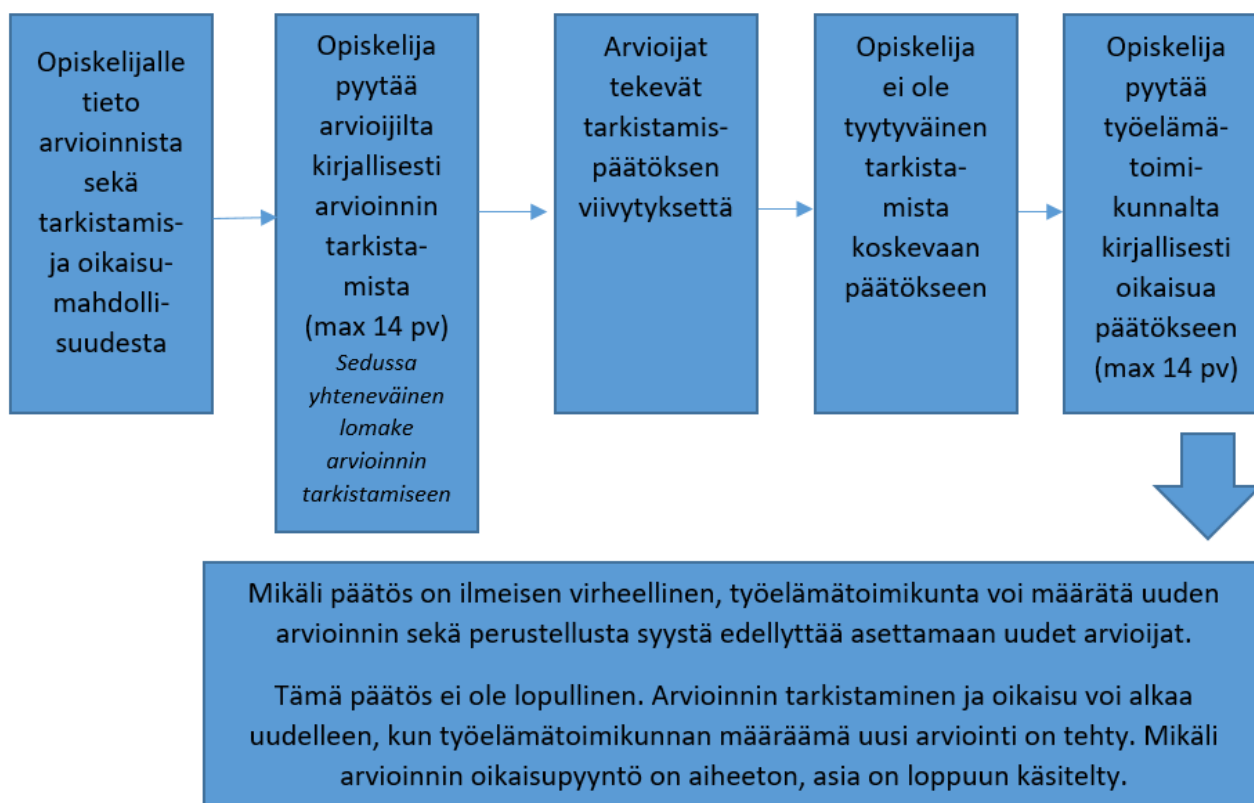 Opiskelijalle
tieto
arvioinnista
sekä
tarkistamis-
ja oikaisu-
mahdolli-
suudesta
Opiskelija
pyytää
arvioijilta
kirjallisesti
arvioinnin
tarkista-
mista
(max 14 pv)
Sedussa
yhteneväinen
lomake
arvioinnin
tarkistamiseen
Arvioijat
tekevät
tarkistamis-
päätöksen
viivytyksettä
Opiskelija
ei ole
tyytyväinen
tarkista-
mista
koskevaan
päätökseen
Opiskelija
pyytää
työelämä-
toimi-
kunnalta
kirjallisesti
oikaisua
päätökseen
(max 14 pv)
Mikäli päätös on ilmeisen virheellinen, työelämätoimikunta voi määrätä uuden
arvioinnin sekä perustellusta syystä edellyttää asettamaan uudet arvioijat.
Tämä päätös ei ole lopullinen. Arvioinnin tarkistaminen ja oikaisu voi alkaa
uudelleen, kun työelämätoimikunnan määräämä uusi arviointi on tehty. Mikäli
arvioinnin oikaisupyyntö on aiheeton, asia on loppuun käsitelty.